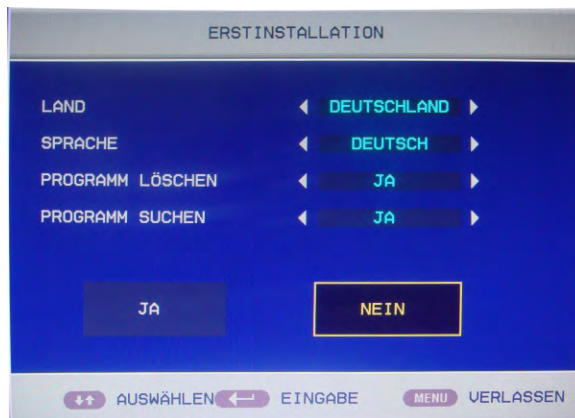 ERSTINSTALLATION
LAND DEUTSCHLAND
SPRACHE DEUTSCH
PROGRAMM LÖSCHEN JA
PROGRAMM SUCHEN JA
JA NEIN
AUSWÄHLEN EINGABE MENU VERLASSEN